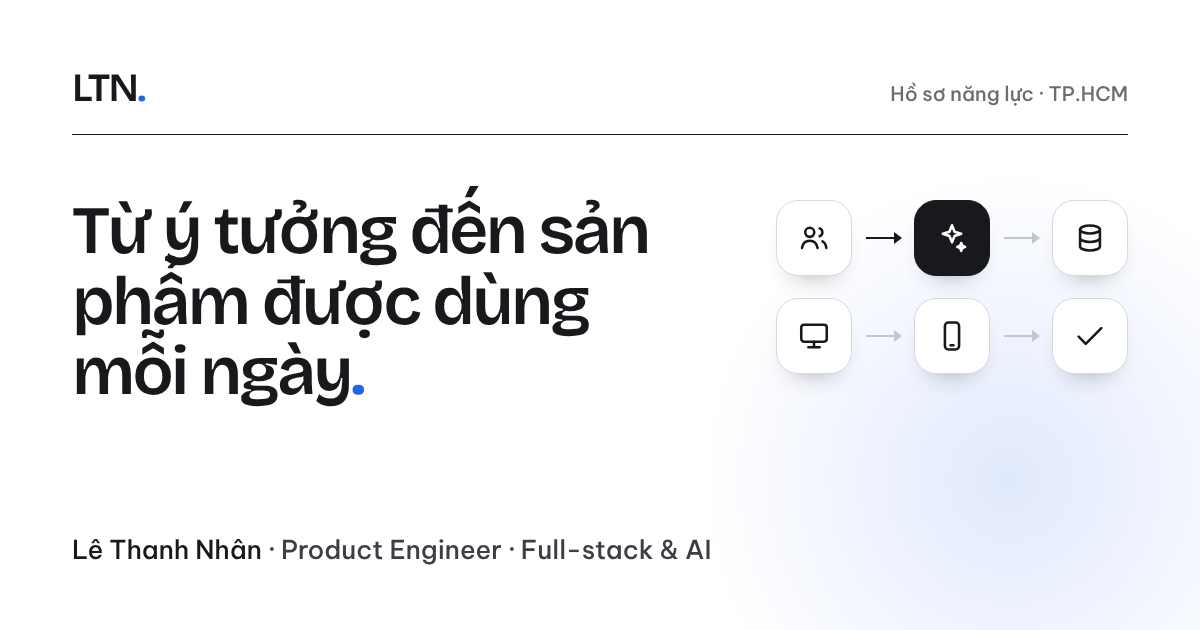 LTN.
Hồ sơ năng lực · TP.HCM
Từ ý tưởng đến sản
phẩm được dùng
mỗi ngày.
Lê Thanh Nhân · Product Engineer · Full-stack & AI